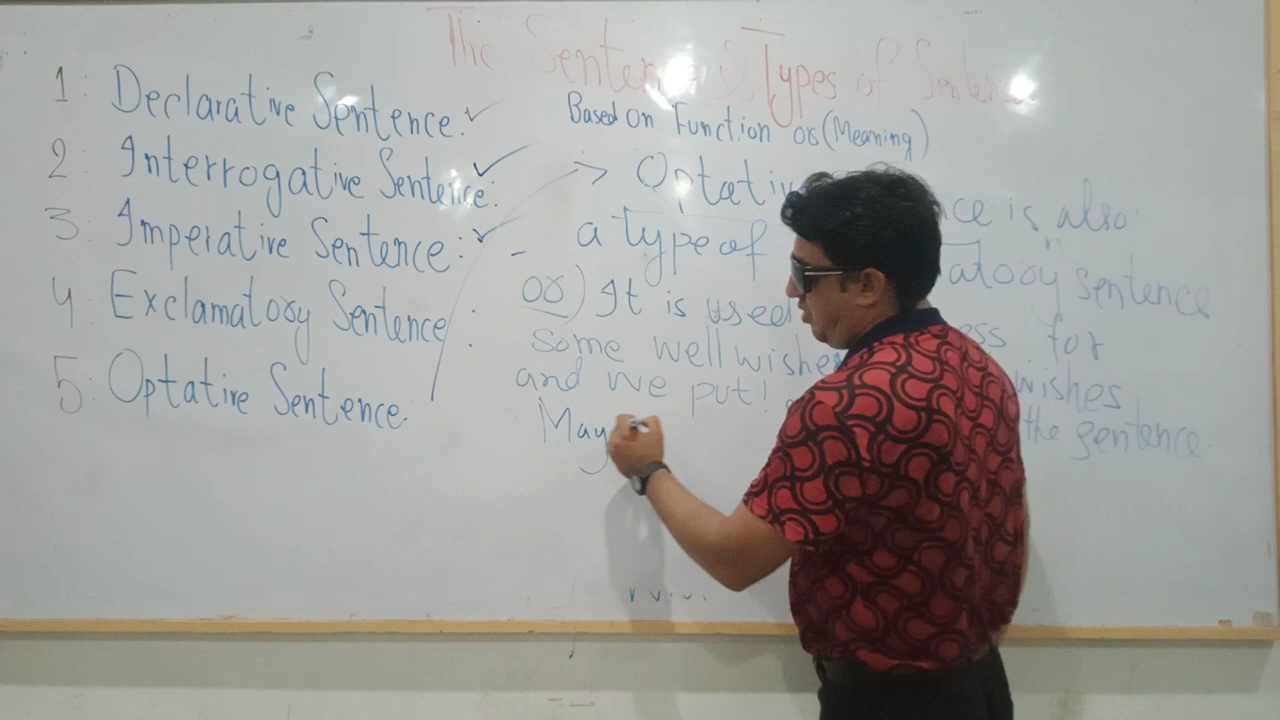 The Sentence & Types of Sentence
1: Declarative Sentence: ✓
2: Interrogative Sentence: ✓
3: Imperative Sentence: ✓
4: Exclamatory Sentence:
5: Optative Sentence:
Based on Function or (Meaning)
-> Optative is also
a type of sentence
or) It is used for
Some well wishes wishes
and we put! the sentence.
May